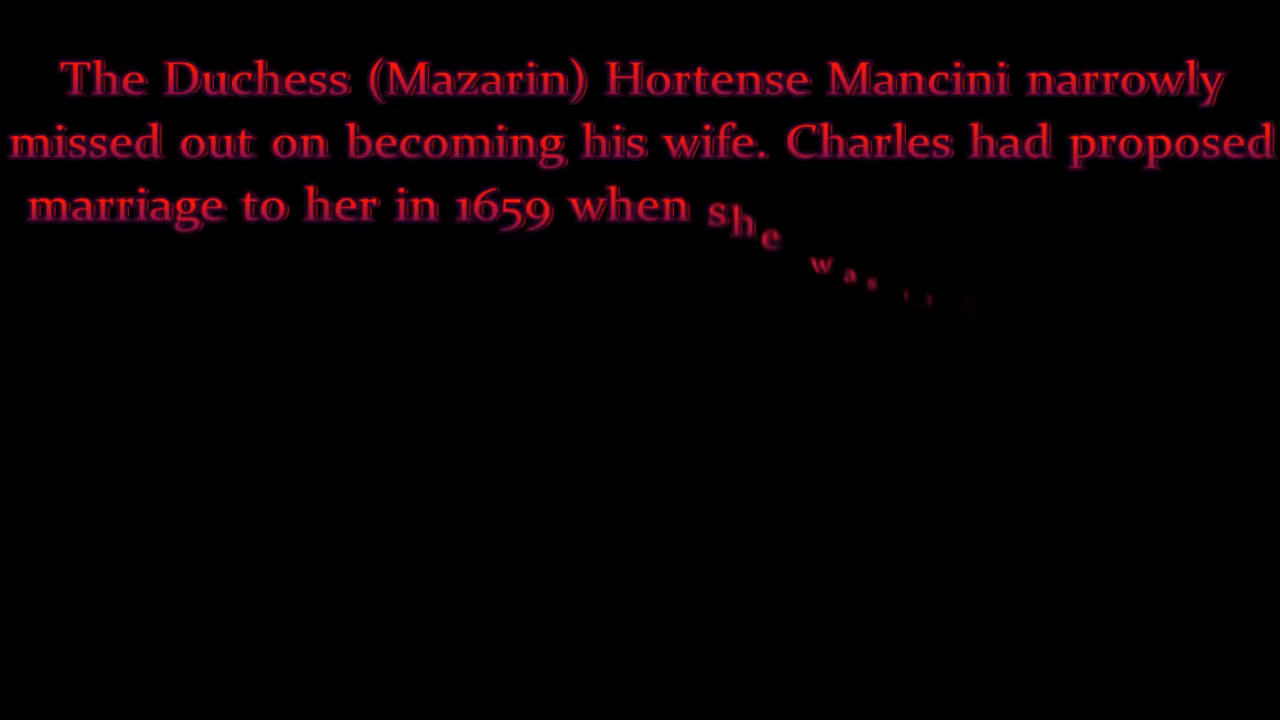 The Duchess (Mazarin) Hortense Mancini narrowly
missed out on becoming his wife. Charles had proposed
marriage to her in 1659 when she was